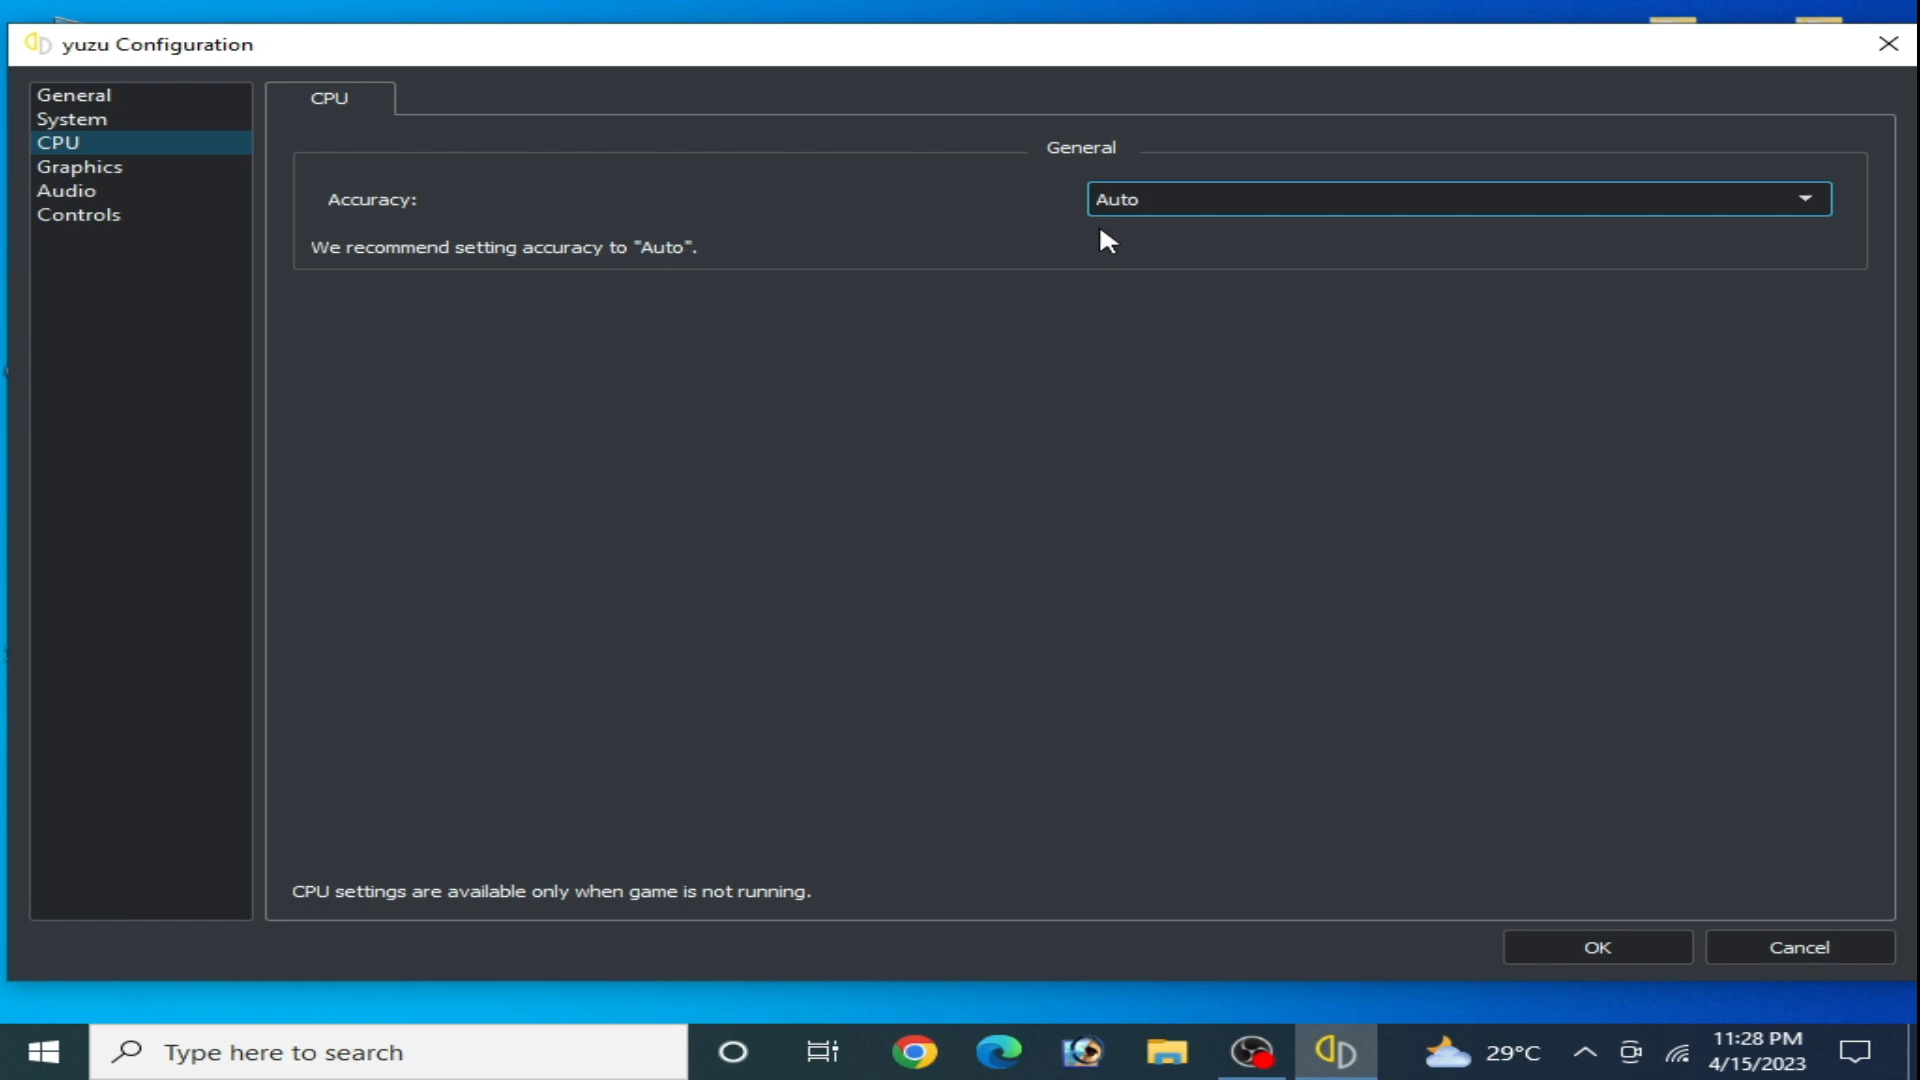 yuzu Configuration
General
System
CPU
Graphics
Audio
Controls
CPU
General
Accuracy:
Auto
We recommend setting accuracy to "Auto".
CPU settings are available only when game is not running.
OK
Cancel
Type here to search
29°C
11:28 PM
4/15/2023